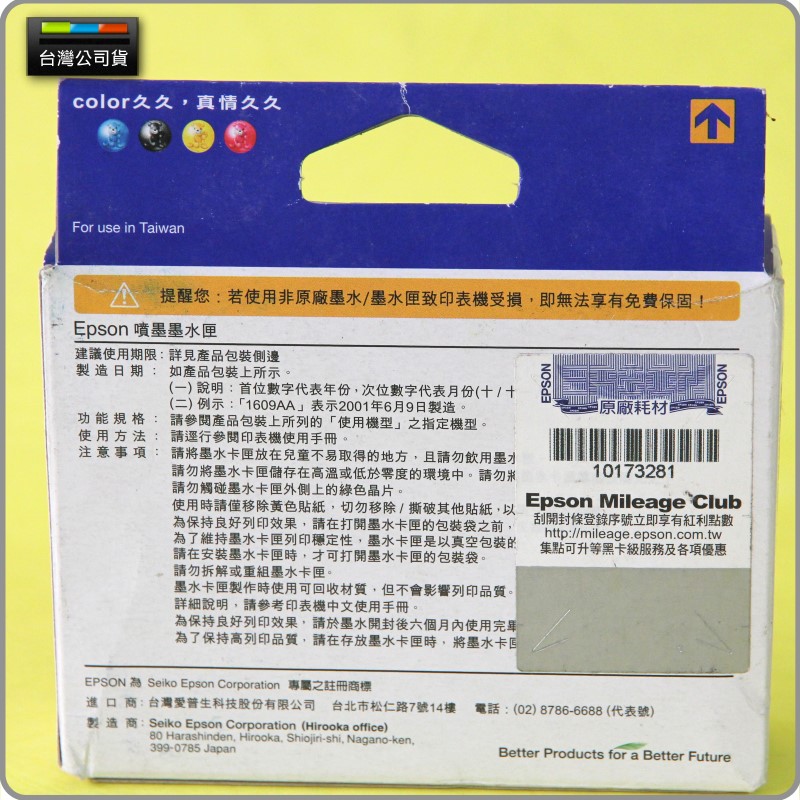 台灣公司貨
color久久，真情久久
For use in Taiwan
提醒您：若使用非原廠墨水/墨水匣致印表機受損，即無法享有免費保固！
Epson 噴墨墨水匣
建議使用期限：詳見產品包裝側邊
製造日期：如產品包裝上所示。
(一) 說明：首位數字代表年份，次位數字代表月份(十/十
(二) 例示：「1609AA」表示2001年6月9日製造。
功能規格：請參閱產品包裝上所列的「使用機型」之指定機型。
使用方法：請逕行參閱印表機使用手冊。
注意事項：請將墨水卡匣放在兒童不易取得的地方，且請勿飲用墨水
請勿將墨水卡匣儲存在高溫或低於零度的環境中。請勿將
請勿觸碰墨水卡匣外側上的綠色晶片。
使用時請僅移除黃色貼紙，切勿移除/撕破其他貼紙，以
為保持良好列印效果，請在打開墨水卡匣的包裝袋之前，
為了維持墨水卡匣列印穩定性，墨水卡匣是以真空包裝的
請在安裝墨水卡匣時，才可打開墨水卡匣的包裝袋。
請勿拆解或重組墨水卡匣。
墨水卡匣製作時使用可回收材質，但不會影響列印品質。
詳細說明，請參考印表機中文使用手冊。
為保持良好列印效果，請於墨水開封後六個月內使用完畢
為了保持高列印品質，請在存放墨水卡匣時，將墨水卡匣
EPSON
EPSON
原廠耗材
10173281
Epson Mileage Club
刮開封條登錄序號立即享有紅利點數
http://mileage.epson.com.tw
集點可升等黑卡級服務及各項優惠
EPSON 為 Seiko Epson Corporation 專屬之註冊商標
進口商：台灣愛普生科技股份有限公司 台北市松仁路7號14樓 電話：(02) 8786-6688 (代表號)
製造商：Seiko Epson Corporation (Hirooka office)
80 Harashinden, Hirooka, Shiojiri-shi, Nagano-ken,
399-0785 Japan
Better Products for a Better Future